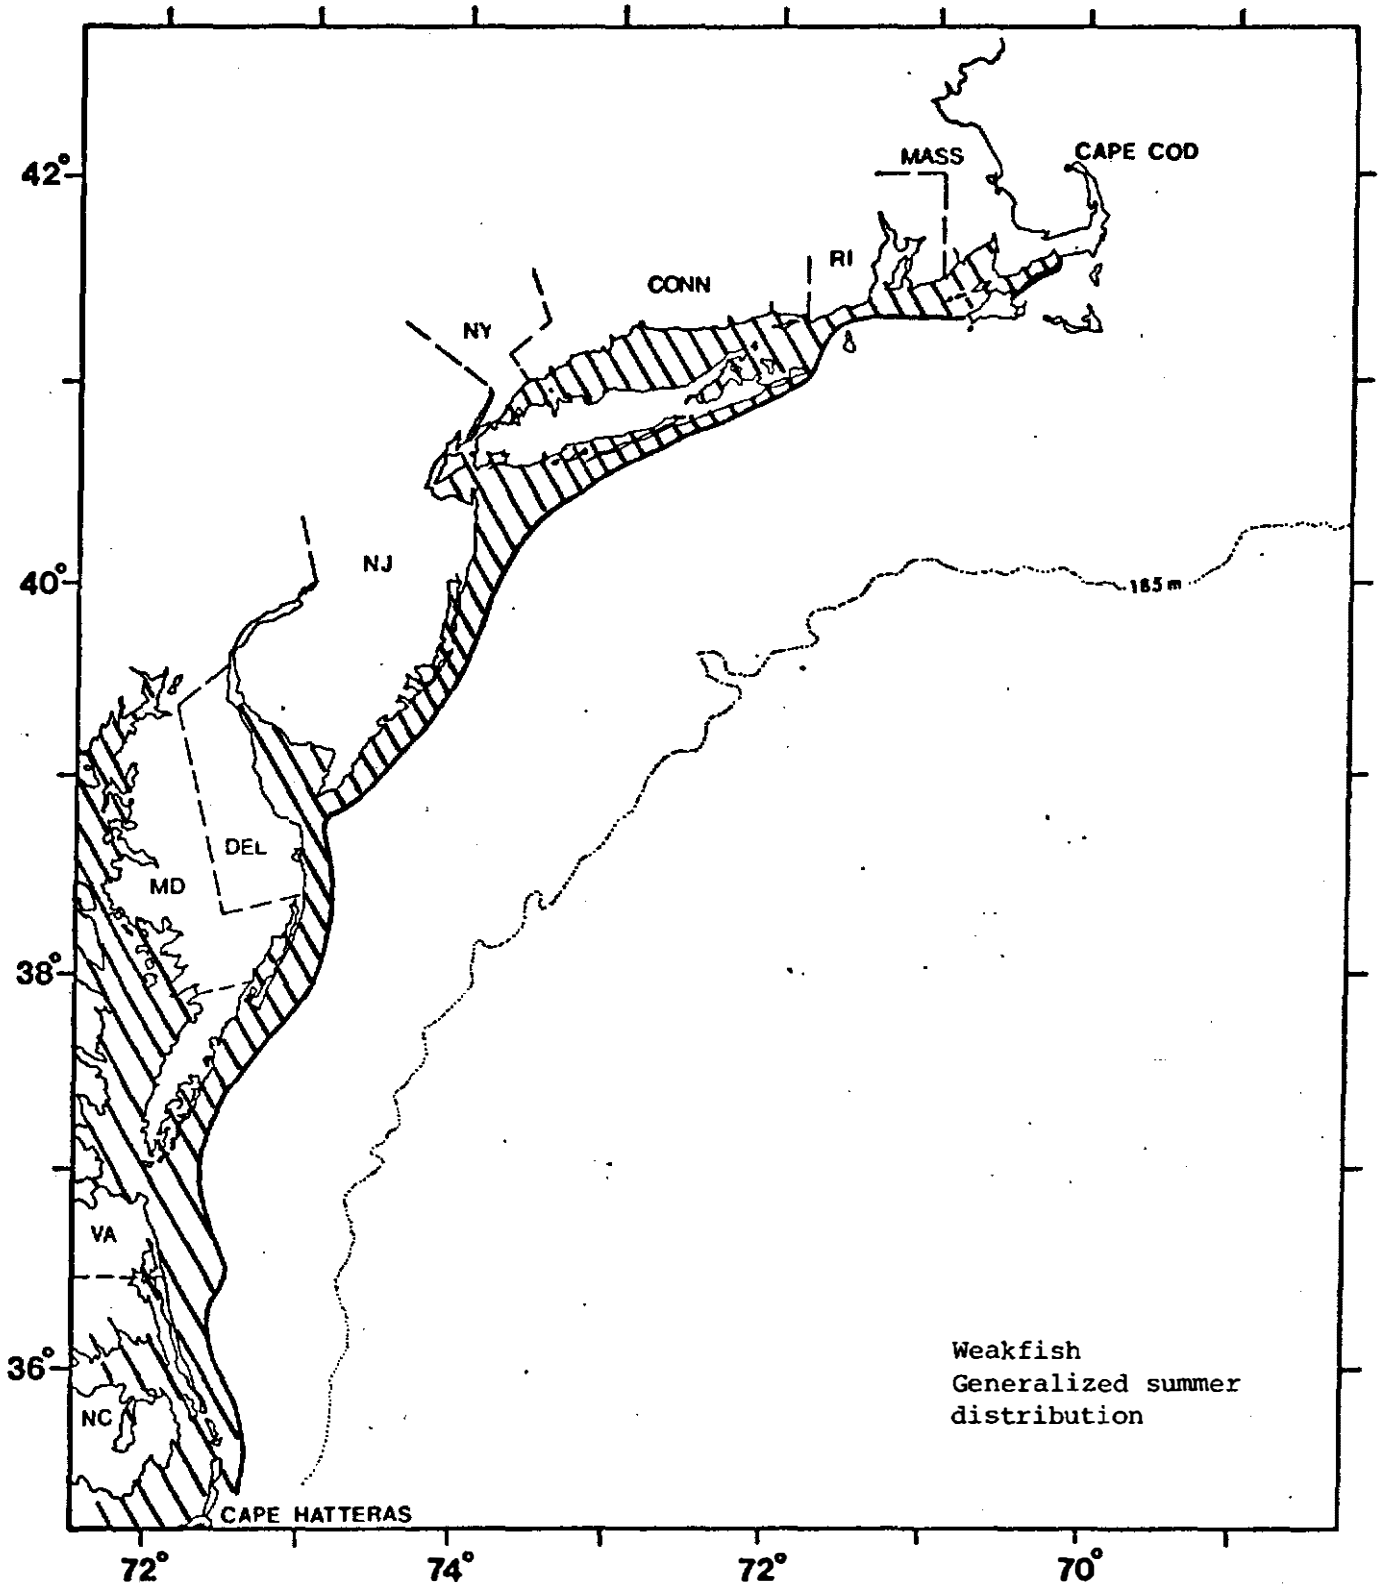 42°
MASS
CAPE COD
RI
CONN
NY
NJ
40°
185m
DEL
MD
38°
VA
36°
NC
Weakfish
Generalized summer
distribution
CAPE HATTERAS
72°
74°
72°
70°